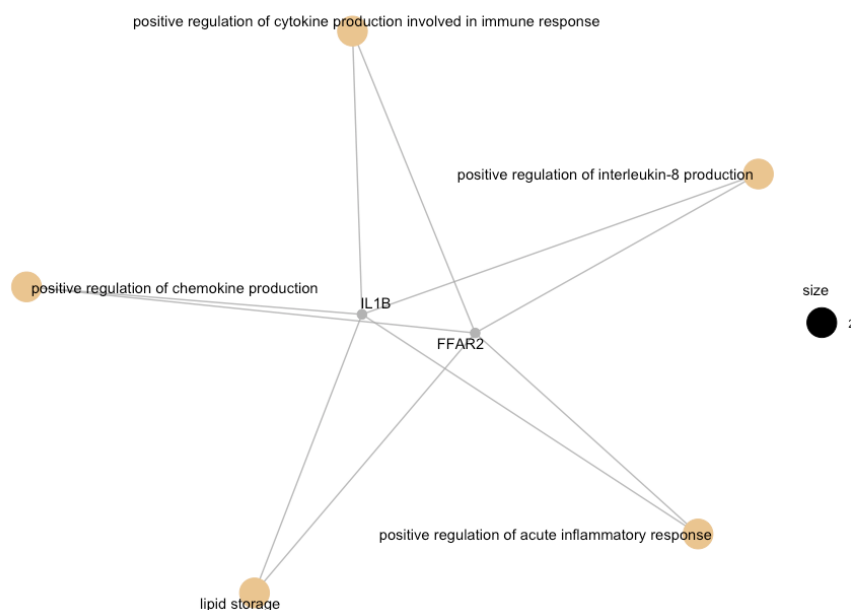 positive regulation of cytokine production involved in immune response
positive regulation of interleukin-8 production
positive regulation of chemokine production
IL1B
size
2
FFAR2
positive regulation of acute inflammatory response
lipid storage